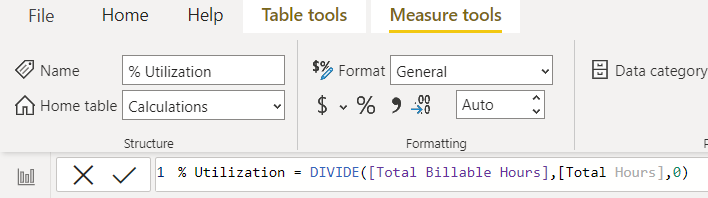 File Home Help Table tools Measure tools
Name % Utilization $% Format General Data category
Home table Calculations $ % , .00 Auto
Structure Formatting
1 % Utilization = DIVIDE([Total Billable Hours],[Total Hours],0)